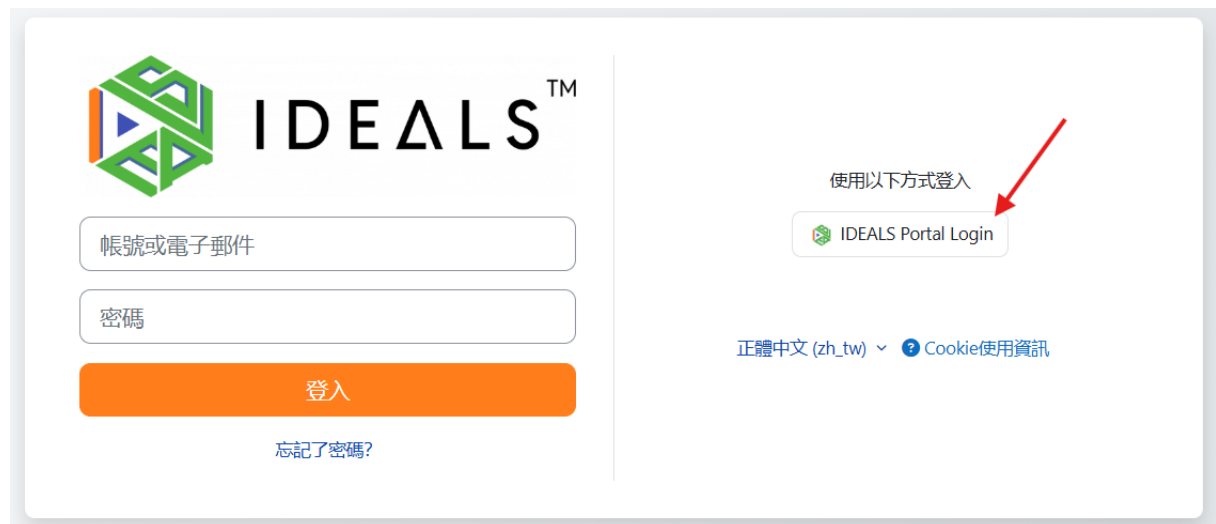 IDEALS™
帳號或電子郵件
密碼
登入
忘記了密碼?
使用以下方式登入
IDEALS Portal Login
正體中文 (zh_tw) ? Cookie使用資訊